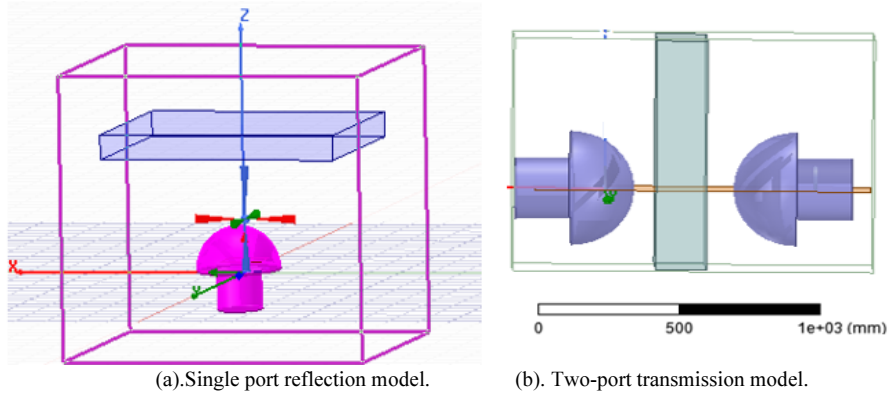 Z
X
Y
0 500 1e+03 (mm)
(a).Single port reflection model. (b). Two-port transmission model.